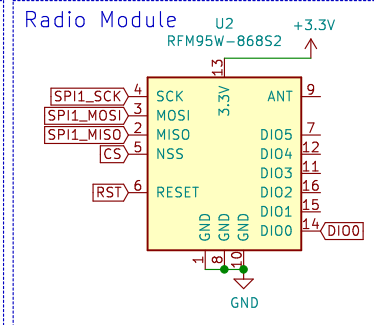 Radio Module
U2
RFM95W-868S2
+3.3V
13
3.3V
SPI1_SCK 4 SCK
ANT 9
SPI1_MOSI 3 MOSI
SPI1_MISO 2 MISO
DIO5 7
CS 5 NSS
DIO4 12
DIO3 11
RST 6 RESET
DIO2 16
DIO1 15
DIO0 14 DIO0
GND GND GND
1 8 10
GND